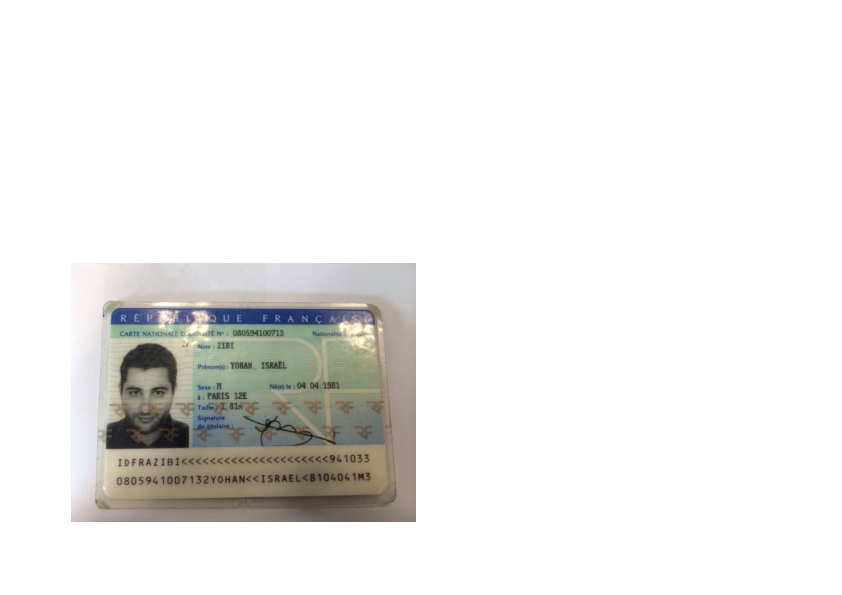 RÉPUBLIQUE FRANÇAISE
CARTE NATIONALE D'IDENTITÉ Nº : 080594100713 Nationalité
Nom : ZIBI
Prénom(s) : YOHAN, ISRAËL
Sexe : M Né(e) le : 04 04 1981
à : PARIS 12E
Taille : 1,81m
Signature
du titulaire :
IDFRAZIBI<<<<<<<<<<<<<<<<<<<<<<941033
0805941007132YOHAN<<ISRAEL<8104041M3